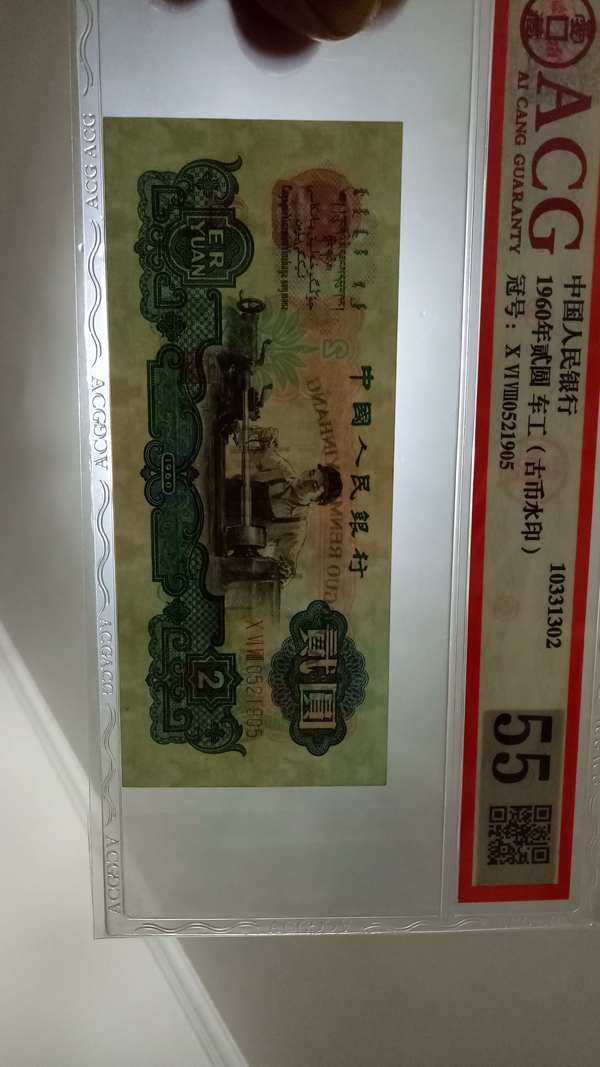 ACG
AI CANG GUARANTY
中国人民银行
1960年贰圆 车工（古币水印）
冠号：X Ⅵ Ⅷ 0521905
10331302
55
中國人民銀行
ER
YUAN
1960
X Ⅵ Ⅷ 0521905
貳圓
2
ACG ACG
ACGACG